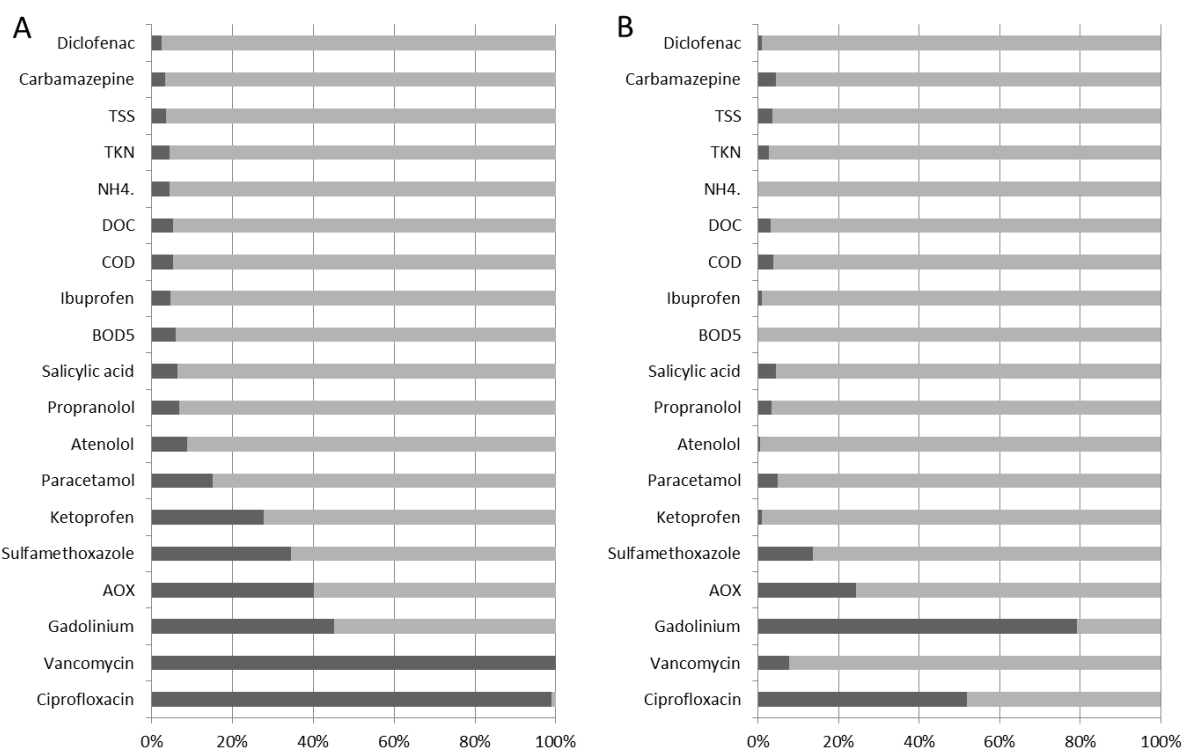 A
Diclofenac
Carbamazepine
TSS
TKN
NH4.
DOC
COD
Ibuprofen
BOD5
Salicylic acid
Propranolol
Atenolol
Paracetamol
Ketoprofen
Sulfamethoxazole
AOX
Gadolinium
Vancomycin
Ciprofloxacin
0% 20% 40% 60% 80% 100%
B
Diclofenac
Carbamazepine
TSS
TKN
NH4.
DOC
COD
Ibuprofen
BOD5
Salicylic acid
Propranolol
Atenolol
Paracetamol
Ketoprofen
Sulfamethoxazole
AOX
Gadolinium
Vancomycin
Ciprofloxacin
0% 20% 40% 60% 80% 100%